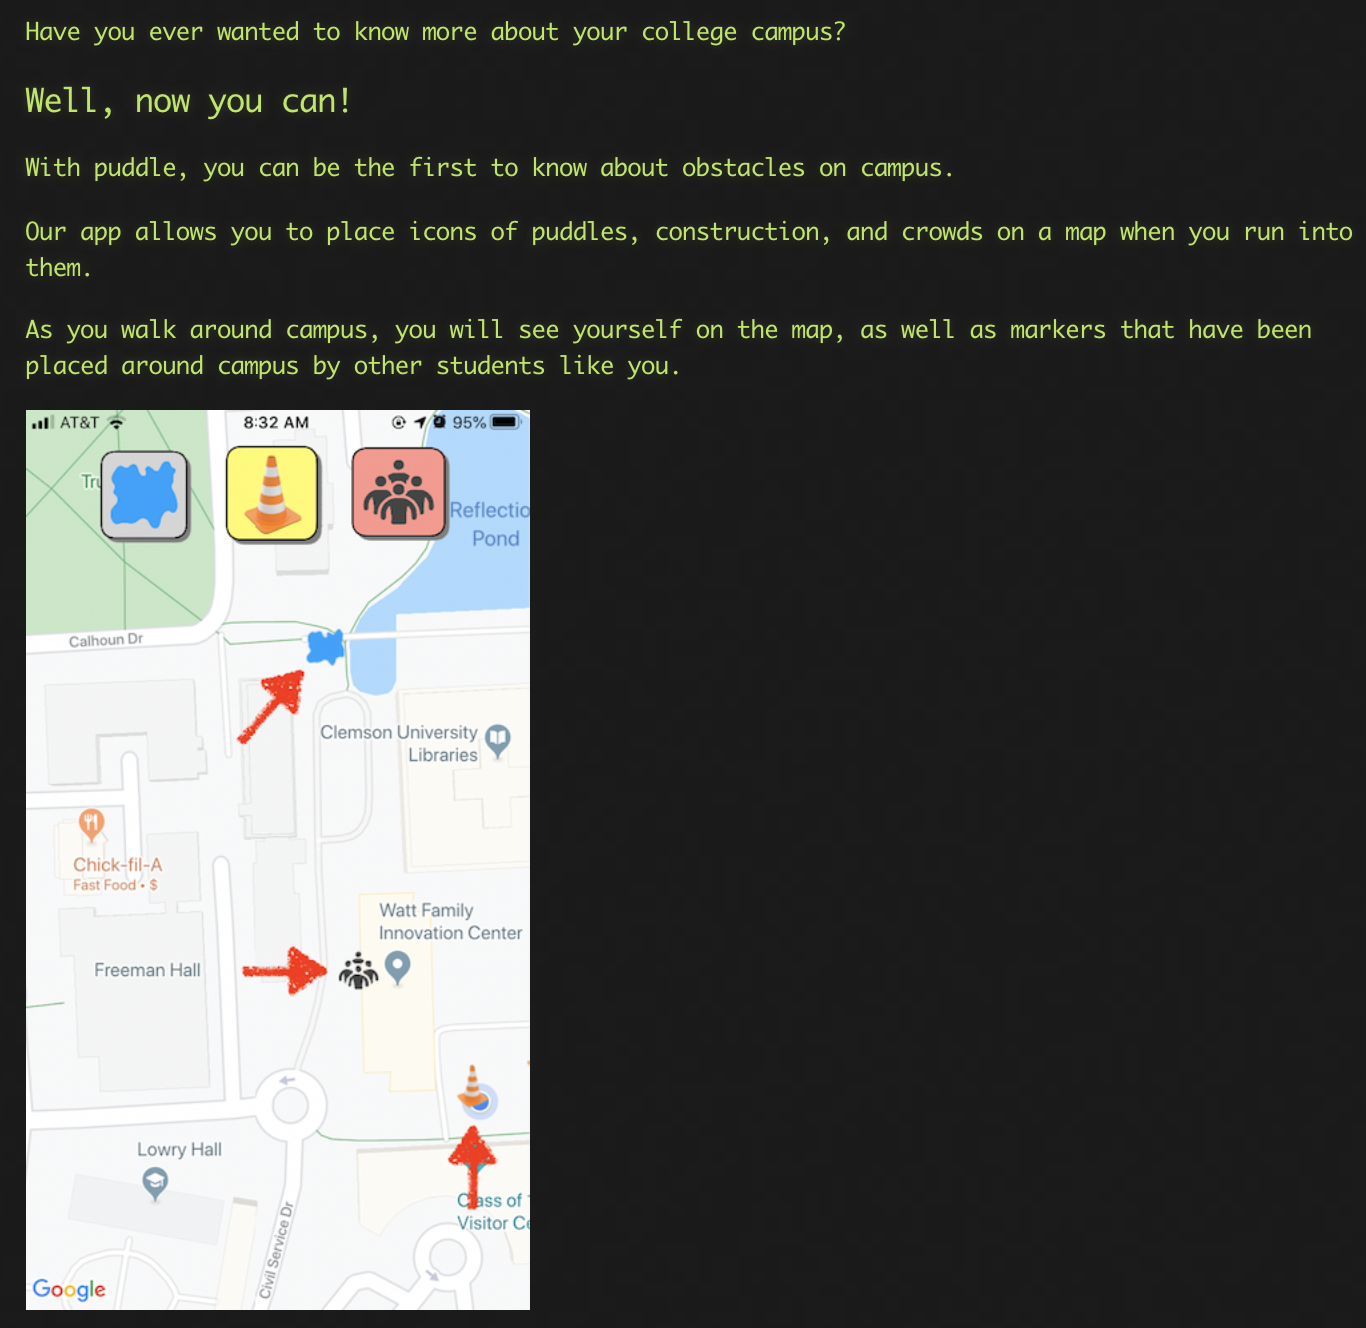 Have you ever wanted to know more about your college campus?
Well, now you can!
With puddle, you can be the first to know about obstacles on campus.
Our app allows you to place icons of puddles, construction, and crowds on a map when you run into
them.
As you walk around campus, you will see yourself on the map, as well as markers that have been
placed around campus by other students like you.
AT&T 8:32 AM 95%
Tru
Reflectio
Pond
Calhoun Dr
Clemson University
Libraries
Chick-fil-A
Fast Food • $
Watt Family
Innovation Center
Freeman Hall
Lowry Hall
Class of
Visitor Ce
Civil Service Dr
Google